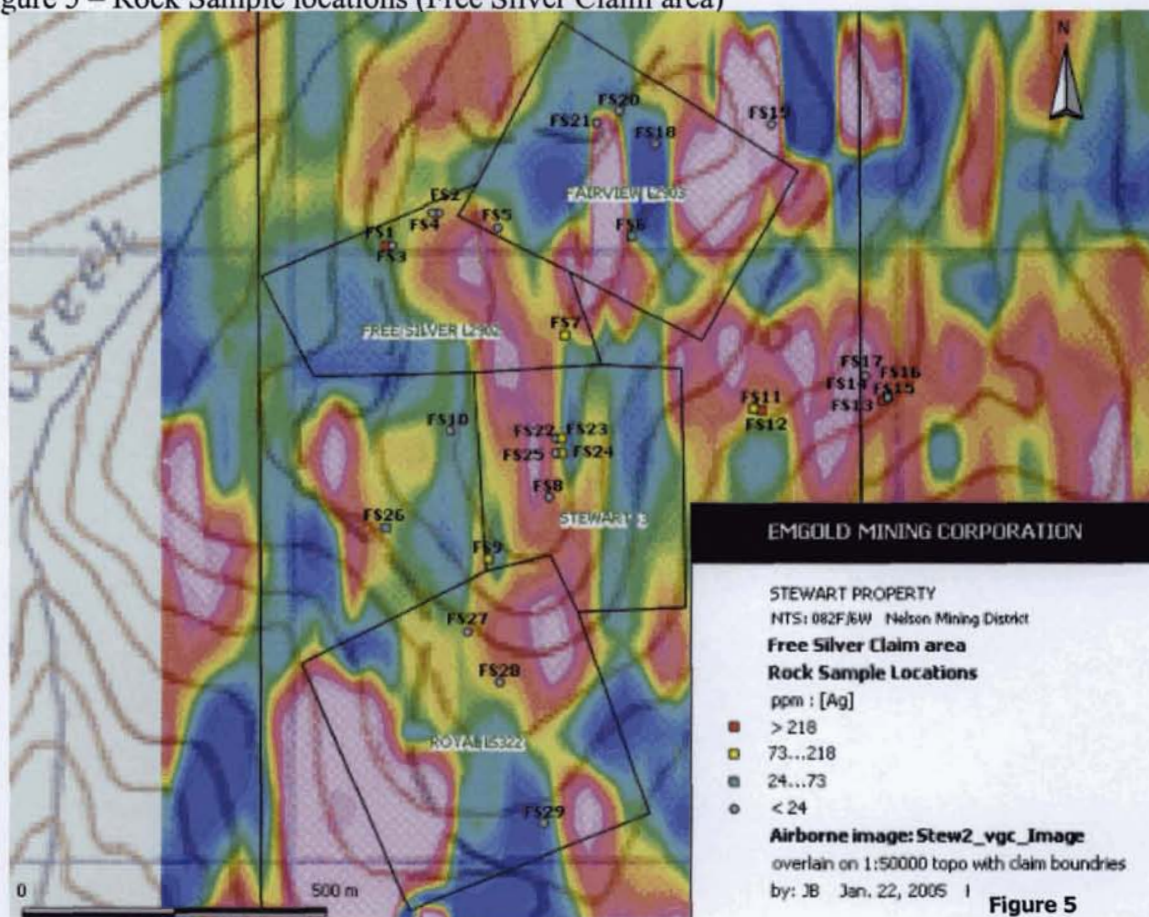 gure 5 – Rock Sample locations (Free Silver Claim area)
N
FS20
FS21
FS19
FS18
FAIRVIEW L2903
FS2
FS4
FS5
FS6
FS1
FS3
Creek
FREE SILVER L2902
FS7
FS17
FS16
FS14
FS15
FS11
FS13
FS12
FS10
FS22 FS23
FS25 FS24
FS8
STEWART 3
FS26
FS9
FS27
FS28
ROYAL L5322
FS29
0 500 m
EMGOLD MINING CORPORATION
STEWART PROPERTY
NTS: 082F/6W Nelson Mining District
Free Silver Claim area
Rock Sample Locations
ppm : [Ag]
> 218
73...218
24...73
< 24
Airborne image: Stew2_vgc_Image
overlain on 1:50000 topo with claim boundries
by: JB Jan. 22, 2005
Figure 5